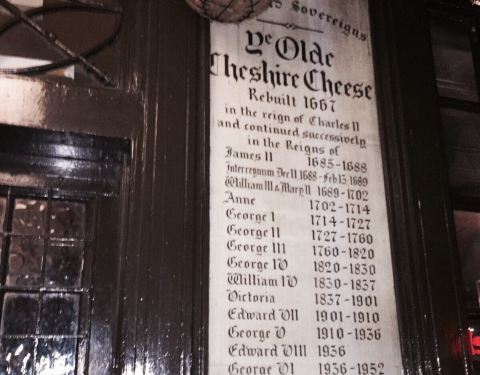 Sovereigns
Ye Olde
Cheshire Cheese
Rebuilt 1667
in the reign of Charles II
and continued successively
in the Reigns of
James II 1685-1688
Interregnum Dec 11 1688-Feb 13 1689
William III & Mary II 1689-1702
Anne 1702-1714
George I 1714-1727
George II 1727-1760
George III 1760-1820
George IV 1820-1830
William IV 1830-1837
Victoria 1837-1901
Edward VII 1901-1910
George V 1910-1936
Edward VIII 1936
George VI 1936-1952